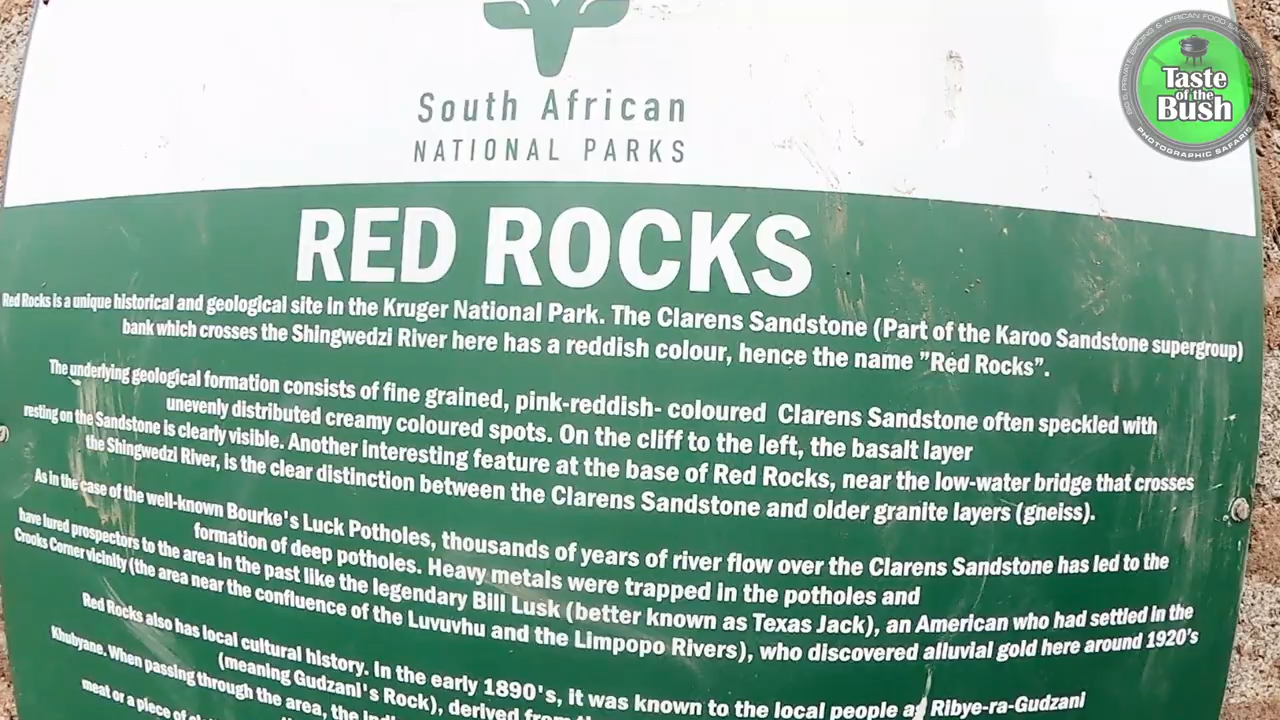 South African
NATIONAL PARKS
Taste
of the
Bush
PHOTOGRAPHIC SAFARIS
RED ROCKS
Red Rocks is a unique historical and geological site in the Kruger National Park. The Clarens Sandstone (Part of the Karoo Sandstone supergroup)
bank which crosses the Shingwedzi River here has a reddish colour, hence the name "Red Rocks".
The underlying geological formation consists of fine grained, pink-reddish- coloured Clarens Sandstone often speckled with
unevenly distributed creamy coloured spots. On the cliff to the left, the basalt layer
resting on the Sandstone is clearly visible. Another interesting feature at the base of Red Rocks, near the low-water bridge that crosses
the Shingwedzi River, is the clear distinction between the Clarens Sandstone and older granite layers (gneiss).
As in the case of the well-known Bourke's Luck Potholes, thousands of years of river flow over the Clarens Sandstone has led to the
formation of deep potholes. Heavy metals were trapped in the potholes and
have lured prospectors to the area in the past like the legendary Bill Lusk (better known as Texas Jack), an American who had settled in the
Crooks Corner vicinity (the area near the confluence of the Luvuvhu and the Limpopo Rivers), who discovered alluvial gold here around 1920's
Red Rocks also has local cultural history. In the early 1890's, it was known to the local people as Ribye-ra-Gudzani
(meaning Gudzani's Rock), derived from
Khubyane. When passing through the area, the
meat or a piece of